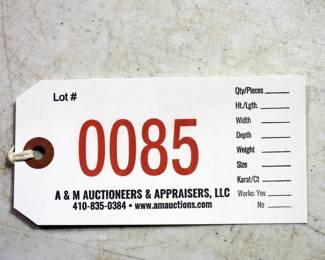 Lot #
0085
Qty/Pieces
Ht./Lgth.
Width
Depth
Weight
Size
Karat/Ct
Works: Yes
No
A & M AUCTIONEERS & APPRAISERS, LLC
410-835-0384 • www.amauctions.com